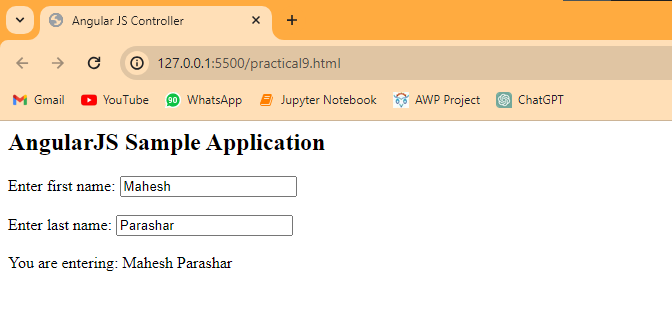 Angular JS Controller
127.0.0.1:5500/practical9.html
Gmail YouTube 90 WhatsApp Jupyter Notebook AWP Project ChatGPT
AngularJS Sample Application
Enter first name: Mahesh
Enter last name: Parashar
You are entering: Mahesh Parashar